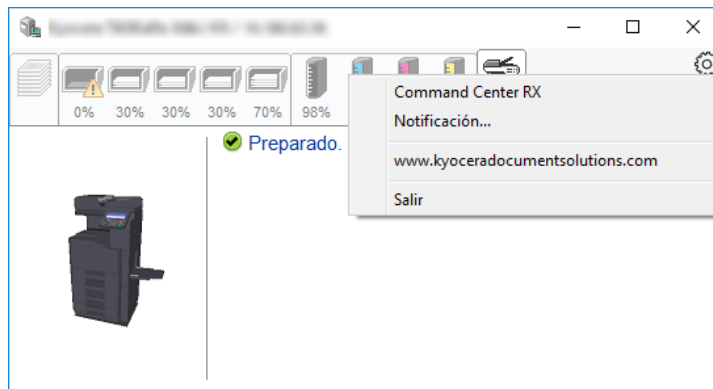 0% 30% 30% 30% 70% 98%
Command Center RX
Notificación...
www.kyoceradocumentsolutions.com
Salir
Preparado.